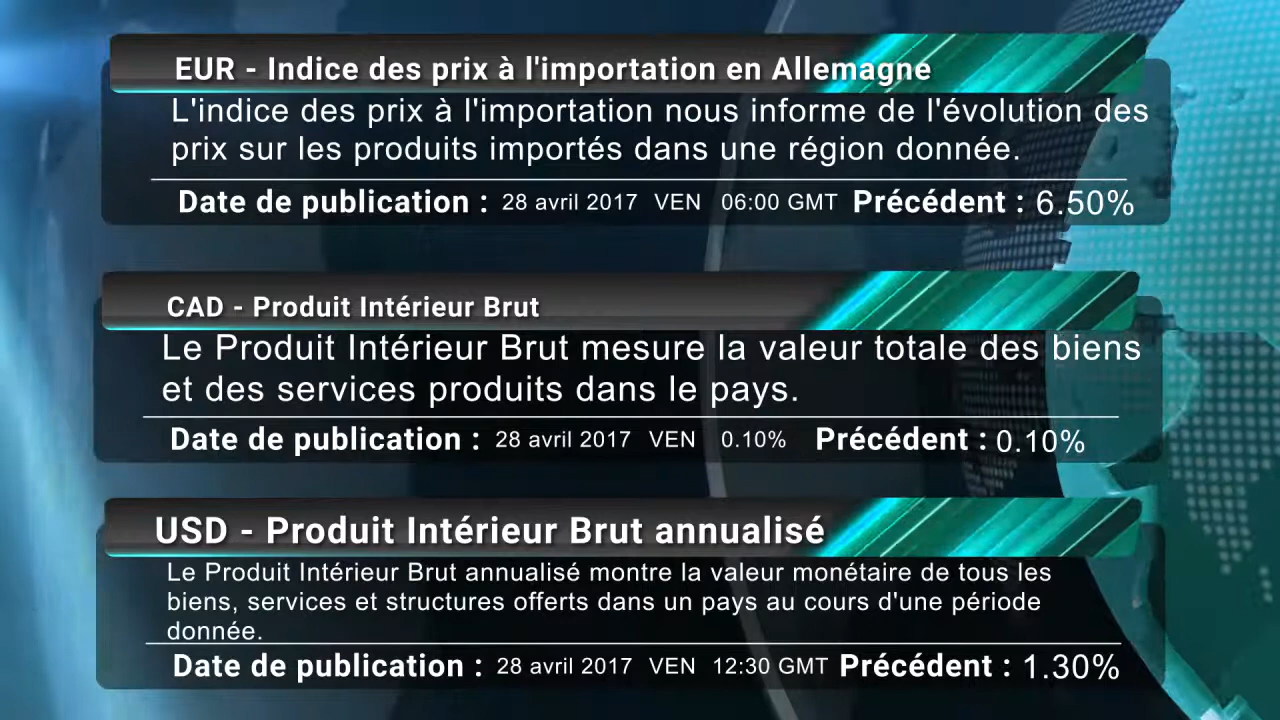 EUR - Indice des prix à l'importation en Allemagne
L'indice des prix à l'importation nous informe de l'évolution des
prix sur les produits importés dans une région donnée.
Date de publication : 28 avril 2017 VEN 06:00 GMT Précédent : 6.50%
CAD - Produit Intérieur Brut
Le Produit Intérieur Brut mesure la valeur totale des biens
et des services produits dans le pays.
Date de publication : 28 avril 2017 VEN 0.10% Précédent : 0.10%
USD - Produit Intérieur Brut annualisé
Le Produit Intérieur Brut annualisé montre la valeur monétaire de tous les
biens, services et structures offerts dans un pays au cours d'une période
donnée.
Date de publication : 28 avril 2017 VEN 12:30 GMT Précédent : 1.30%